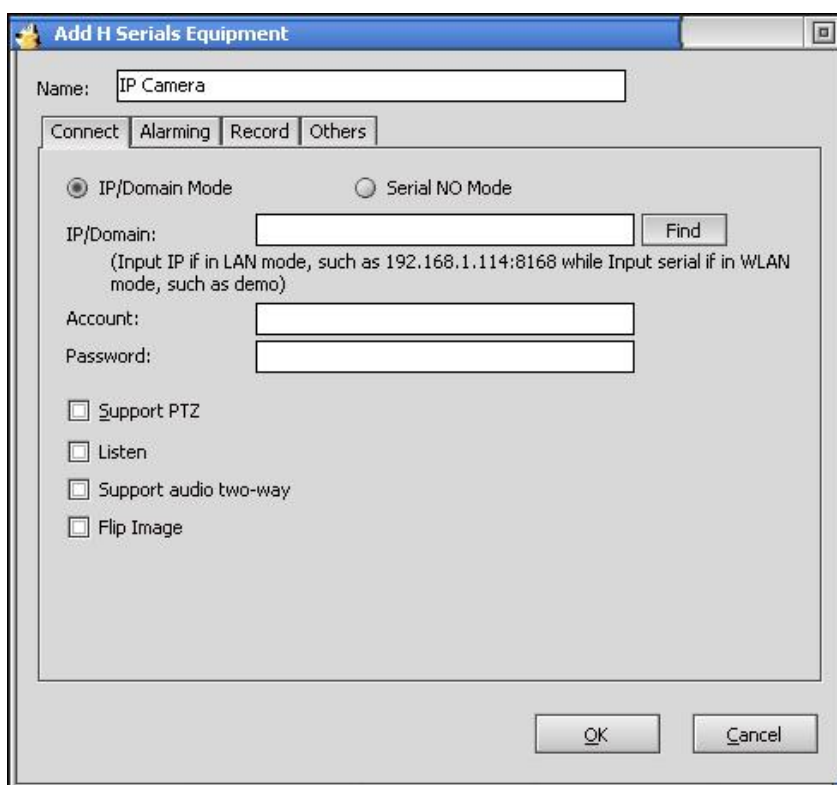 Add H Serials Equipment
Name: IP Camera
Connect Alarming Record Others
IP/Domain Mode Serial NO Mode
IP/Domain: Find
(Input IP if in LAN mode, such as 192.168.1.114:8168 while Input serial if in WLAN
mode, such as demo)
Account:
Password:
Support PTZ
Listen
Support audio two-way
Flip Image
OK Cancel